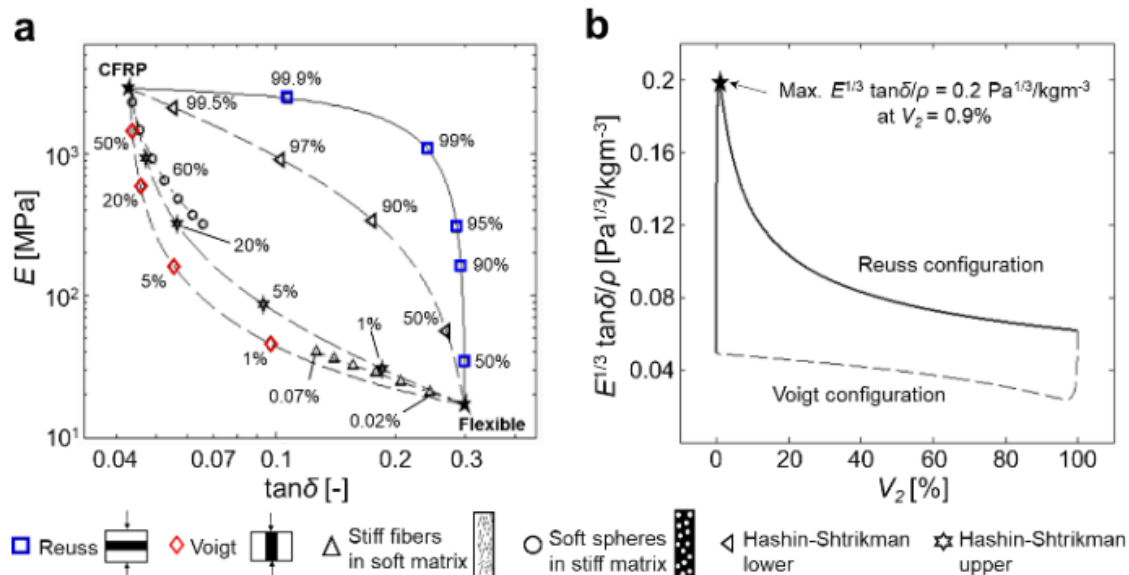 a
CFRP
99.9%
99.5%
99%
50%
97%
60%
20%
90%
95%
20%
90%
5%
5%
1%
50%
50%
1%
0.07%
0.02%
Flexible
E [MPa]
10³
10²
10¹
0.04
0.07
0.1
0.2
0.3
tanδ [-]
b
Max. E^1/3 tanδ/ρ = 0.2 Pa^1/3/kgm^-3
at V₂ = 0.9%
Reuss configuration
Voigt configuration
E^1/3 tanδ/ρ [Pa^1/3/kgm^-3]
0.2
0.16
0.12
0.08
0.04
0
20
40
60
80
100
V₂ [%]
Reuss
Voigt
Stiff fibers
in soft matrix
Soft spheres
in stiff matrix
Hashin-Shtrikman
lower
Hashin-Shtrikman
upper